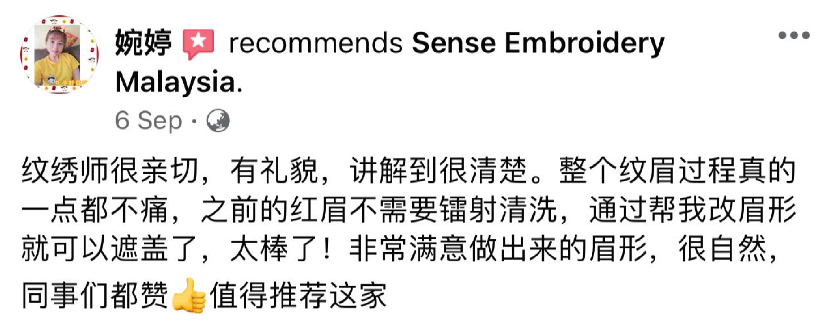 婉婷 recommends Sense Embroidery
Malaysia.
6 Sep ·
纹绣师很亲切，有礼貌，讲解到很清楚。整个纹眉过程真的
一点都不痛，之前的红眉不需要镭射清洗，通过帮我改眉形
就可以遮盖了，太棒了！非常满意做出来的眉形，很自然，
同事们都赞👍值得推荐这家